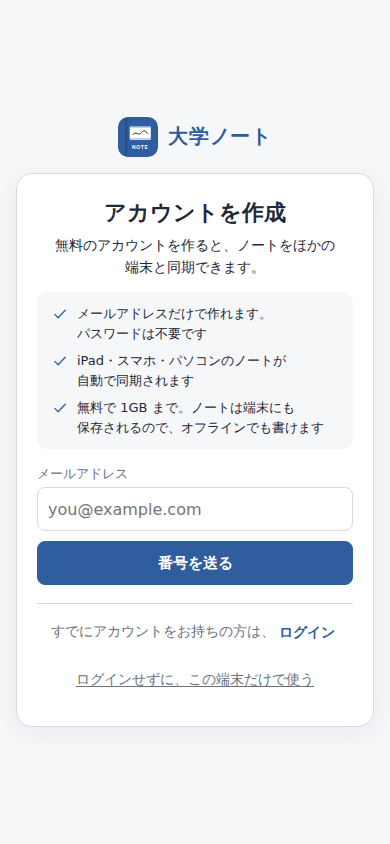 NOTE
大学ノート
アカウントを作成
無料のアカウントを作ると、ノートをほかの
端末と同期できます。
メールアドレスだけで作れます。
パスワードは不要です
iPad・スマホ・パソコンのノートが
自動で同期されます
無料で 1GB まで。ノートは端末にも
保存されるので、オフラインでも書けます
メールアドレス
you@example.com
番号を送る
すでにアカウントをお持ちの方は、 ログイン
ログインせずに、この端末だけで使う